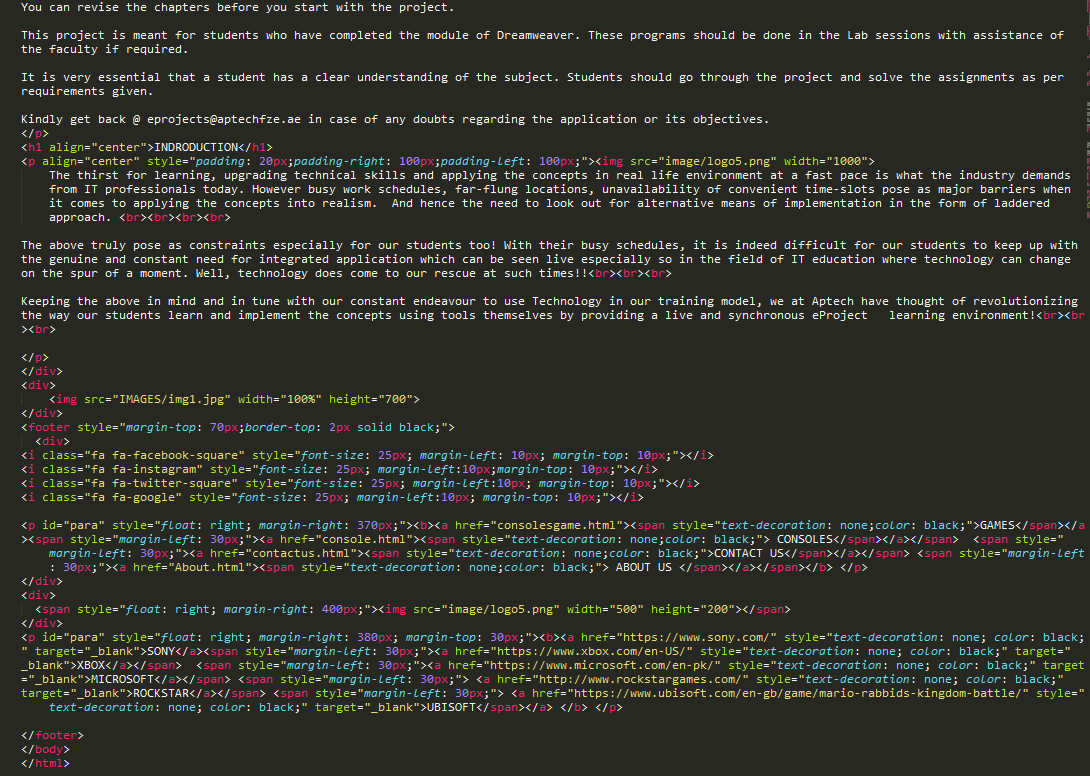 You can revise the chapters before you start with the project.
This project is meant for students who have completed the module of Dreamweaver. These programs should be done in the Lab sessions with assistance of
the faculty if required.
It is very essential that a student has a clear understanding of the subject. Students should go through the project and solve the assignments as per
requirements given.
Kindly get back @ eprojects@aptechfze.ae in case of any doubts regarding the application or its objectives.
</p>
<h1 align="center">INDRODUCTION</h1>
<p align="center" style="padding: 20px;padding-right: 100px;padding-left: 100px;"><img src="image/logo5.png" width="1000">
The thirst for learning, upgrading technical skills and applying the concepts in real life environment at a fast pace is what the industry demands
from IT professionals today. However busy work schedules, far-flung locations, unavailability of convenient time-slots pose as major barriers when
it comes to applying the concepts into realism.  And hence the need to look out for alternative means of implementation in the form of laddered
approach. <br><br><br><br>
The above truly pose as constraints especially for our students too! With their busy schedules, it is indeed difficult for our students to keep up with
the genuine and constant need for integrated application which can be seen live especially so in the field of IT education where technology can change
on the spur of a moment. Well, technology does come to our rescue at such times!!<br><br><br>
Keeping the above in mind and in tune with our constant endeavour to use Technology in our training model, we at Aptech have thought of revolutionizing
the way our students learn and implement the concepts using tools themselves by providing a live and synchronous eProject   learning environment!<br><br
><br>
</p>
</div>
<div>
<img src="IMAGES/img1.jpg" width="100%" height="700">
</div>
<footer style="margin-top: 70px;border-top: 2px solid black;">
<div>
<i class="fa fa-facebook-square" style="font-size: 25px; margin-left: 10px; margin-top: 10px;"></i>
<i class="fa fa-instagram" style="font-size: 25px; margin-left:10px;margin-top: 10px;"></i>
<i class="fa fa-twitter-square" style="font-size: 25px; margin-left:10px; margin-top: 10px;"></i>
<i class="fa fa-google" style="font-size: 25px; margin-left:10px; margin-top: 10px;"></i>
<p id="para" style="float: right; margin-right: 370px;"><b><a href="consolesgame.html"><span style="text-decoration: none;color: black;">GAMES</span></a
><span style="margin-left: 30px;"><a href="console.html"><span style="text-decoration: none;color: black;"> CONSOLES</span></a></span>  <span style="
margin-left: 30px;"><a href="contactus.html"><span style="text-decoration: none;color: black;">CONTACT US</span></a></span> <span style="margin-left
: 30px;"><a href="About.html"><span style="text-decoration: none;color: black;"> ABOUT US </span></a></span></b> </p>
</div>
<div>
<span style="float: right; margin-right: 400px;"><img src="image/logo5.png" width="500" height="200"></span>
</div>
<p id="para" style="float: right; margin-right: 380px; margin-top: 30px;"><b><a href="https://www.sony.com/" style="text-decoration: none; color: black;
" target="_blank">SONY</a><span style="margin-left: 30px;"><a href="https://www.xbox.com/en-US/" style="text-decoration: none; color: black;" target="
_blank">XBOX</a></span>  <span style="margin-left: 30px;"><a href="https://www.microsoft.com/en-pk/" style="text-decoration: none; color: black;" target
="_blank">MICROSOFT</a></span> <span style="margin-left: 30px;"> <a href="http://www.rockstargames.com/" style="text-decoration: none; color: black;"
target="_blank">ROCKSTAR</a></span> <span style="margin-left: 30px;"> <a href="https://www.ubisoft.com/en-gb/game/mario-rabbids-kingdom-battle/" style="
text-decoration: none; color: black;" target="_blank">UBISOFT</span></a> </b> </p>
</footer>
</body>
</html>